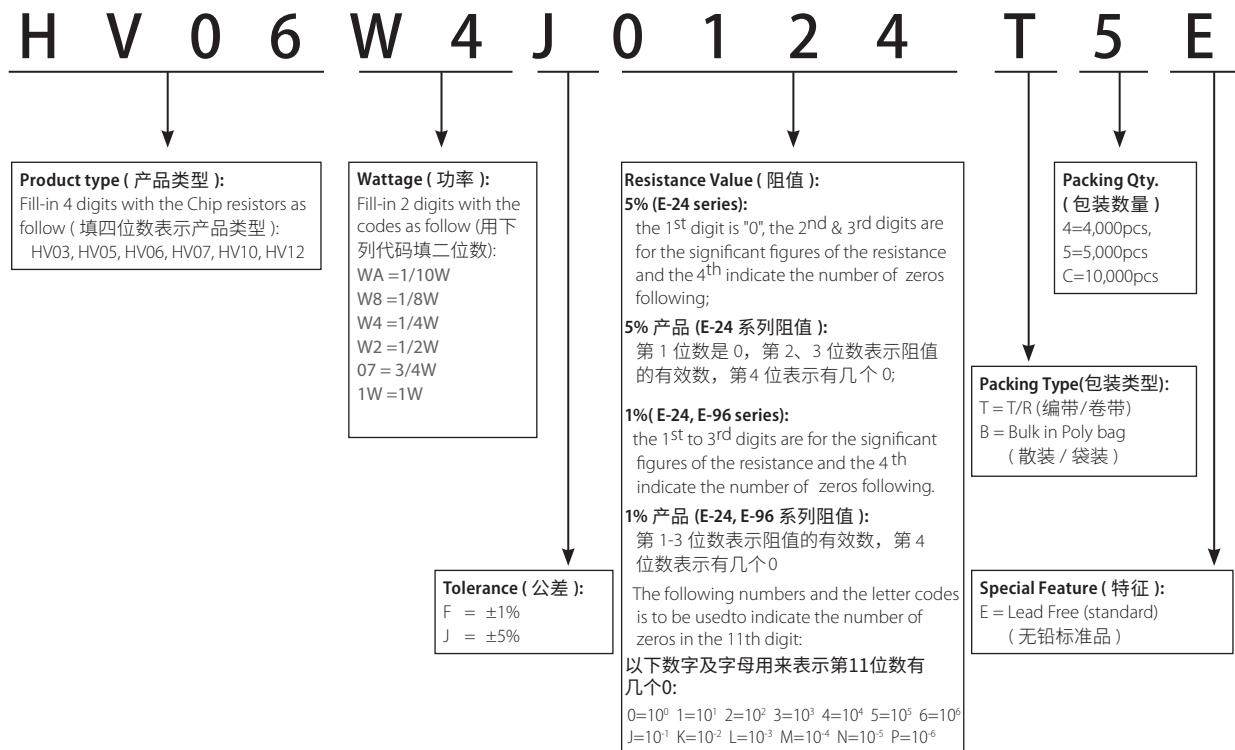 H V 0 6 W 4 J 0 1 2 4 T 5 E
Product type ( 产品类型 ):
Fill-in 4 digits with the Chip resistors as
follow ( 填四位数表示产品类型 ):
HV03, HV05, HV06, HV07, HV10, HV12
Wattage ( 功率 ):
Fill-in 2 digits with the
codes as follow (用下
列代码填二位数):
WA =1/10W
W8 =1/8W
W4 =1/4W
W2 =1/2W
07 = 3/4W
1W =1W
Tolerance ( 公差 ):
F = ±1%
J = ±5%
Resistance Value ( 阻值 ):
5% (E-24 series):
the 1st digit is "0", the 2nd & 3rd digits are
for the significant figures of the resistance
and the 4th indicate the number of zeros
following;
5% 产品 (E-24 系列阻值 ):
第 1 位数是 0，第 2、3 位数表示阻值
的有效数，第4 位表示有几个 0;
1%( E-24, E-96 series):
the 1st to 3rd digits are for the significant
figures of the resistance and the 4 th
indicate the number of zeros following.
1% 产品 (E-24, E-96 系列阻值 ):
第 1-3 位数表示阻值的有效数，第 4
位数表示有几个0
The following numbers and the letter codes
is to be usedto indicate the number of
zeros in the 11th digit:
以下数字及字母用来表示第11位数有
几个0:
0=10⁰ 1=10¹ 2=10² 3=10³ 4=10⁴ 5=10⁵ 6=10⁶
J=10⁻¹ K=10⁻² L=10⁻³ M=10⁻⁴ N=10⁻⁵ P=10⁻⁶
Packing Qty.
( 包装数量 )
4=4,000pcs,
5=5,000pcs
C=10,000pcs
Packing Type(包装类型):
T = T/R (编带/卷带)
B = Bulk in Poly bag
( 散装 / 袋装 )
Special Feature ( 特征 ):
E = Lead Free (standard)
( 无铅标准品 )